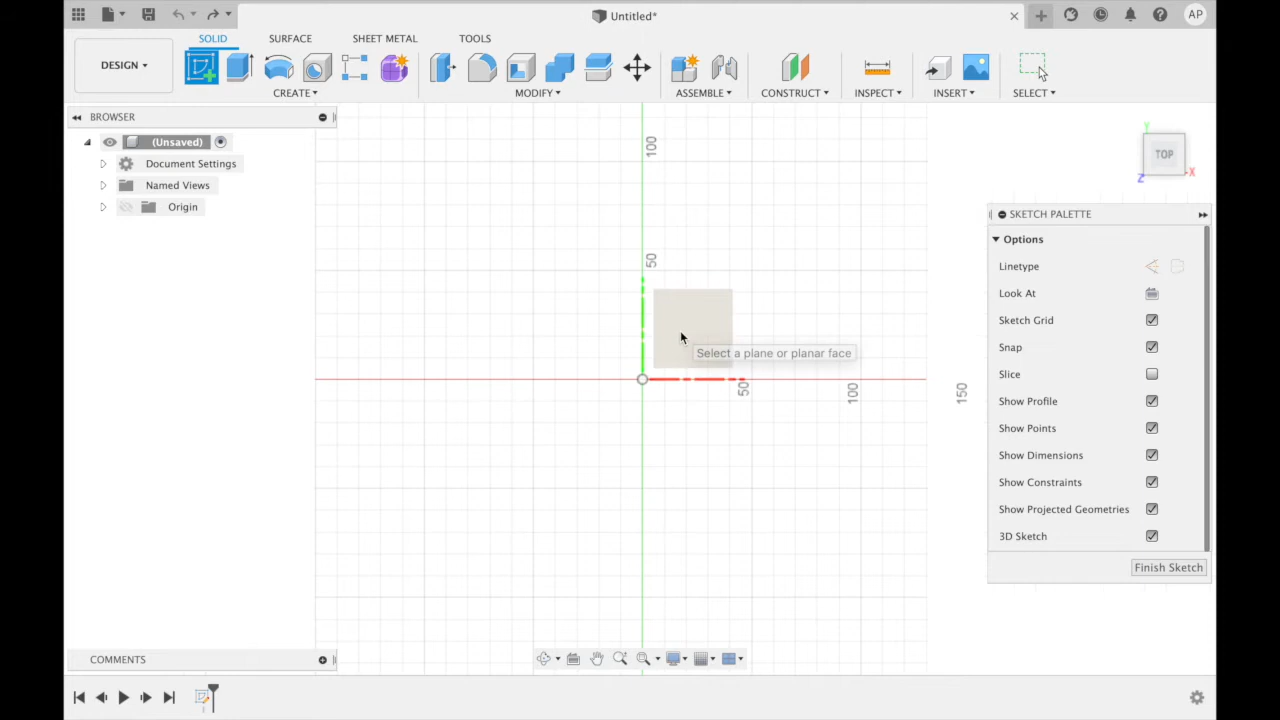 Untitled*
AP
SOLID SURFACE SHEET METAL TOOLS
DESIGN
CREATE MODIFY ASSEMBLE CONSTRUCT INSPECT INSERT SELECT
BROWSER
(Unsaved)
Document Settings
Named Views
Origin
100
50
50
100
150
Select a plane or planar face
Y
TOP
X
Z
SKETCH PALETTE
Options
Linetype
Look At
Sketch Grid
Snap
Slice
Show Profile
Show Points
Show Dimensions
Show Constraints
Show Projected Geometries
3D Sketch
Finish Sketch
COMMENTS